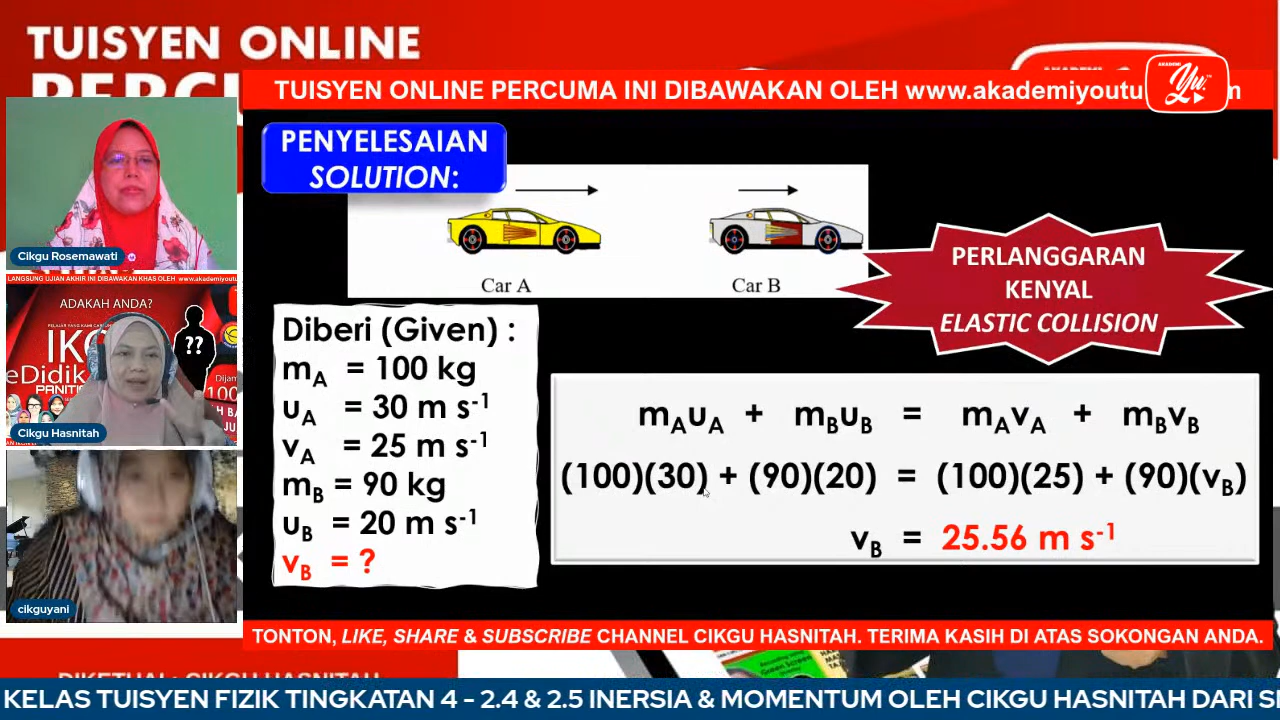 TUISYEN ONLINE
TUISYEN ONLINE PERCUMA INI DIBAWAKAN OLEH www.akademiyoutu
AKADEMI
Yu
PENYELESAIAN
SOLUTION:
Car A
Car B
PERLANGGARAN
KENYAL
ELASTIC COLLISION
Cikgu Rosemawati
ADAKAH ANDA?
??
eDidik
Cikgu Hasnitah
cikguyani
Diberi (Given) :
mA = 100 kg
uA = 30 m s-1
vA = 25 m s-1
mB = 90 kg
uB = 20 m s-1
vB = ?
mAuA + mBuB = mAvA + mBvB
(100)(30) + (90)(20) = (100)(25) + (90)(vB)
vB = 25.56 m s-1
TONTON, LIKE, SHARE & SUBSCRIBE CHANNEL CIKGU HASNITAH. TERIMA KASIH DI ATAS SOKONGAN ANDA.
KELAS TUISYEN FIZIK TINGKATAN 4 – 2.4 & 2.5 INERSIA & MOMENTUM OLEH CIKGU HASNITAH DARI S